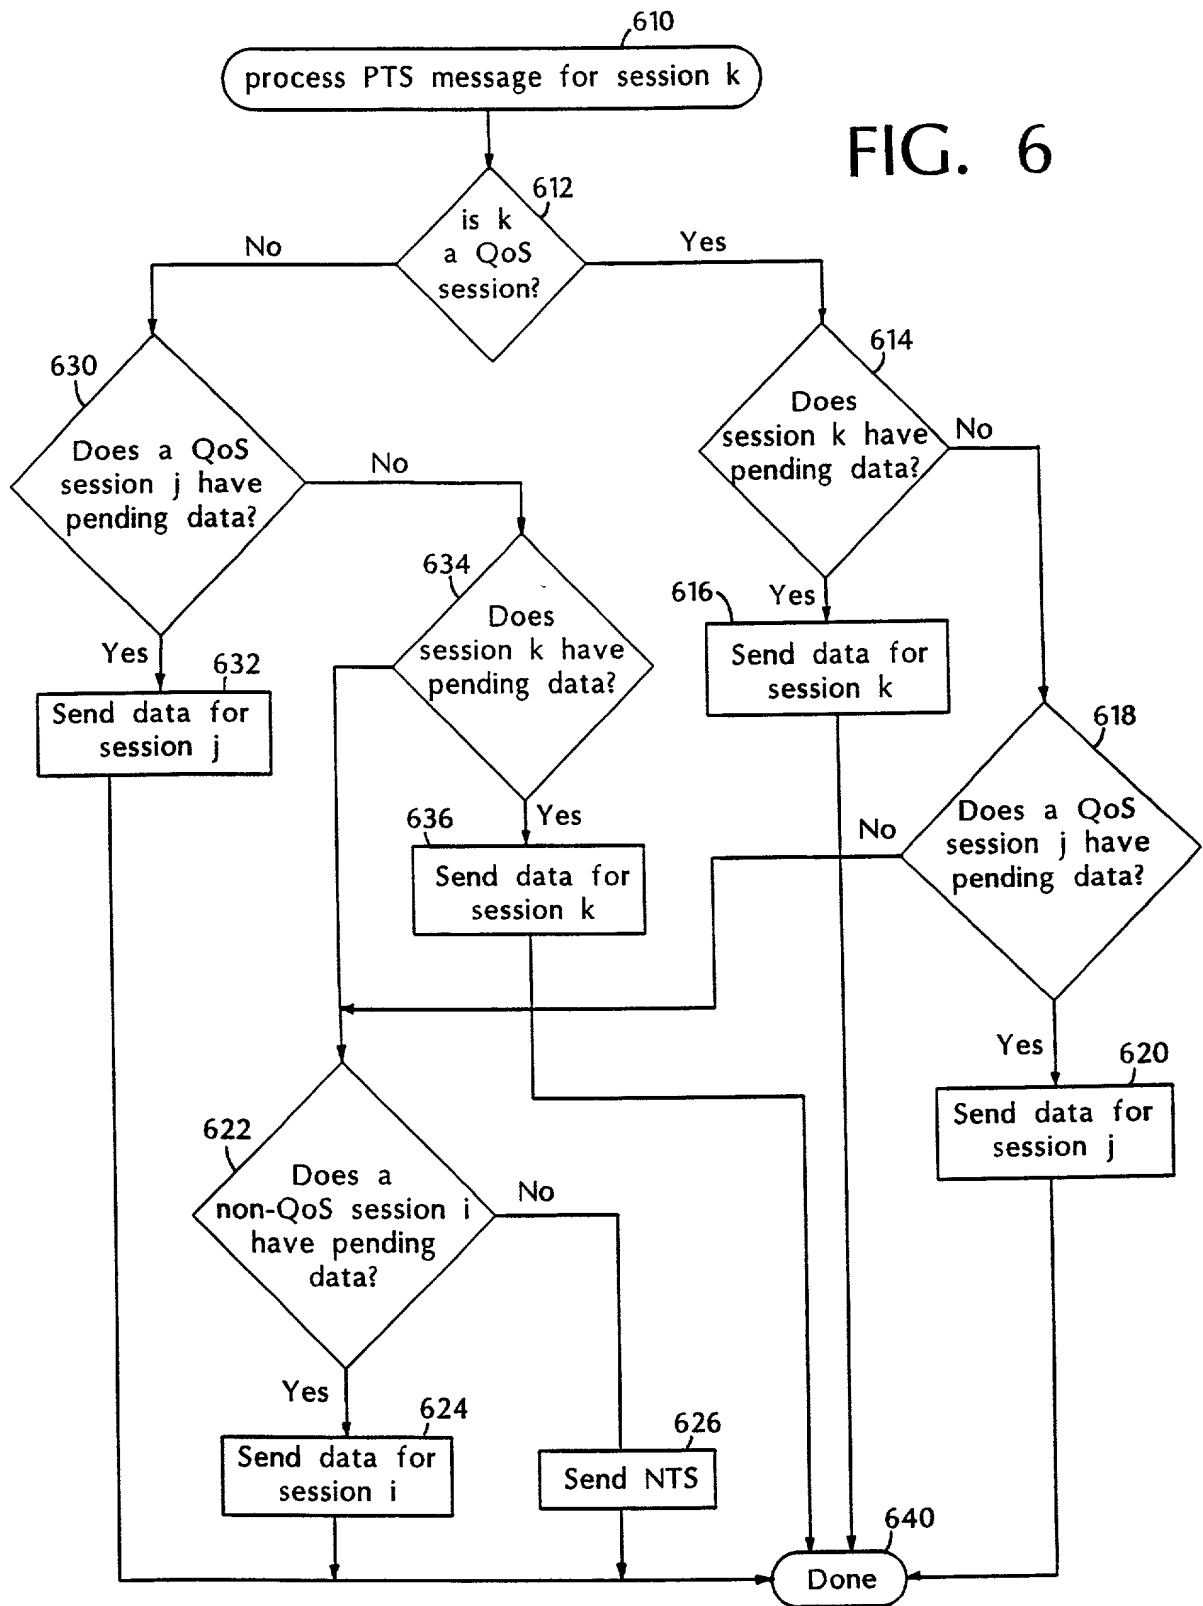 610
process PTS message for session k
FIG. 6
612
is k
a QoS
session?
No
Yes
630
Does a QoS
session j have
pending data?
No
614
Does
session k have
pending data?
No
634
Does
session k have
pending data?
616
Yes
Send data for
session k
Yes
632
Send data for
session j
618
Does a QoS
session j have
pending data?
No
Yes
636
Send data for
session k
Yes
620
Send data for
session j
622
Does a
non-QoS session i
have pending
data?
No
Yes
624
Send data for
session i
626
Send NTS
640
Done